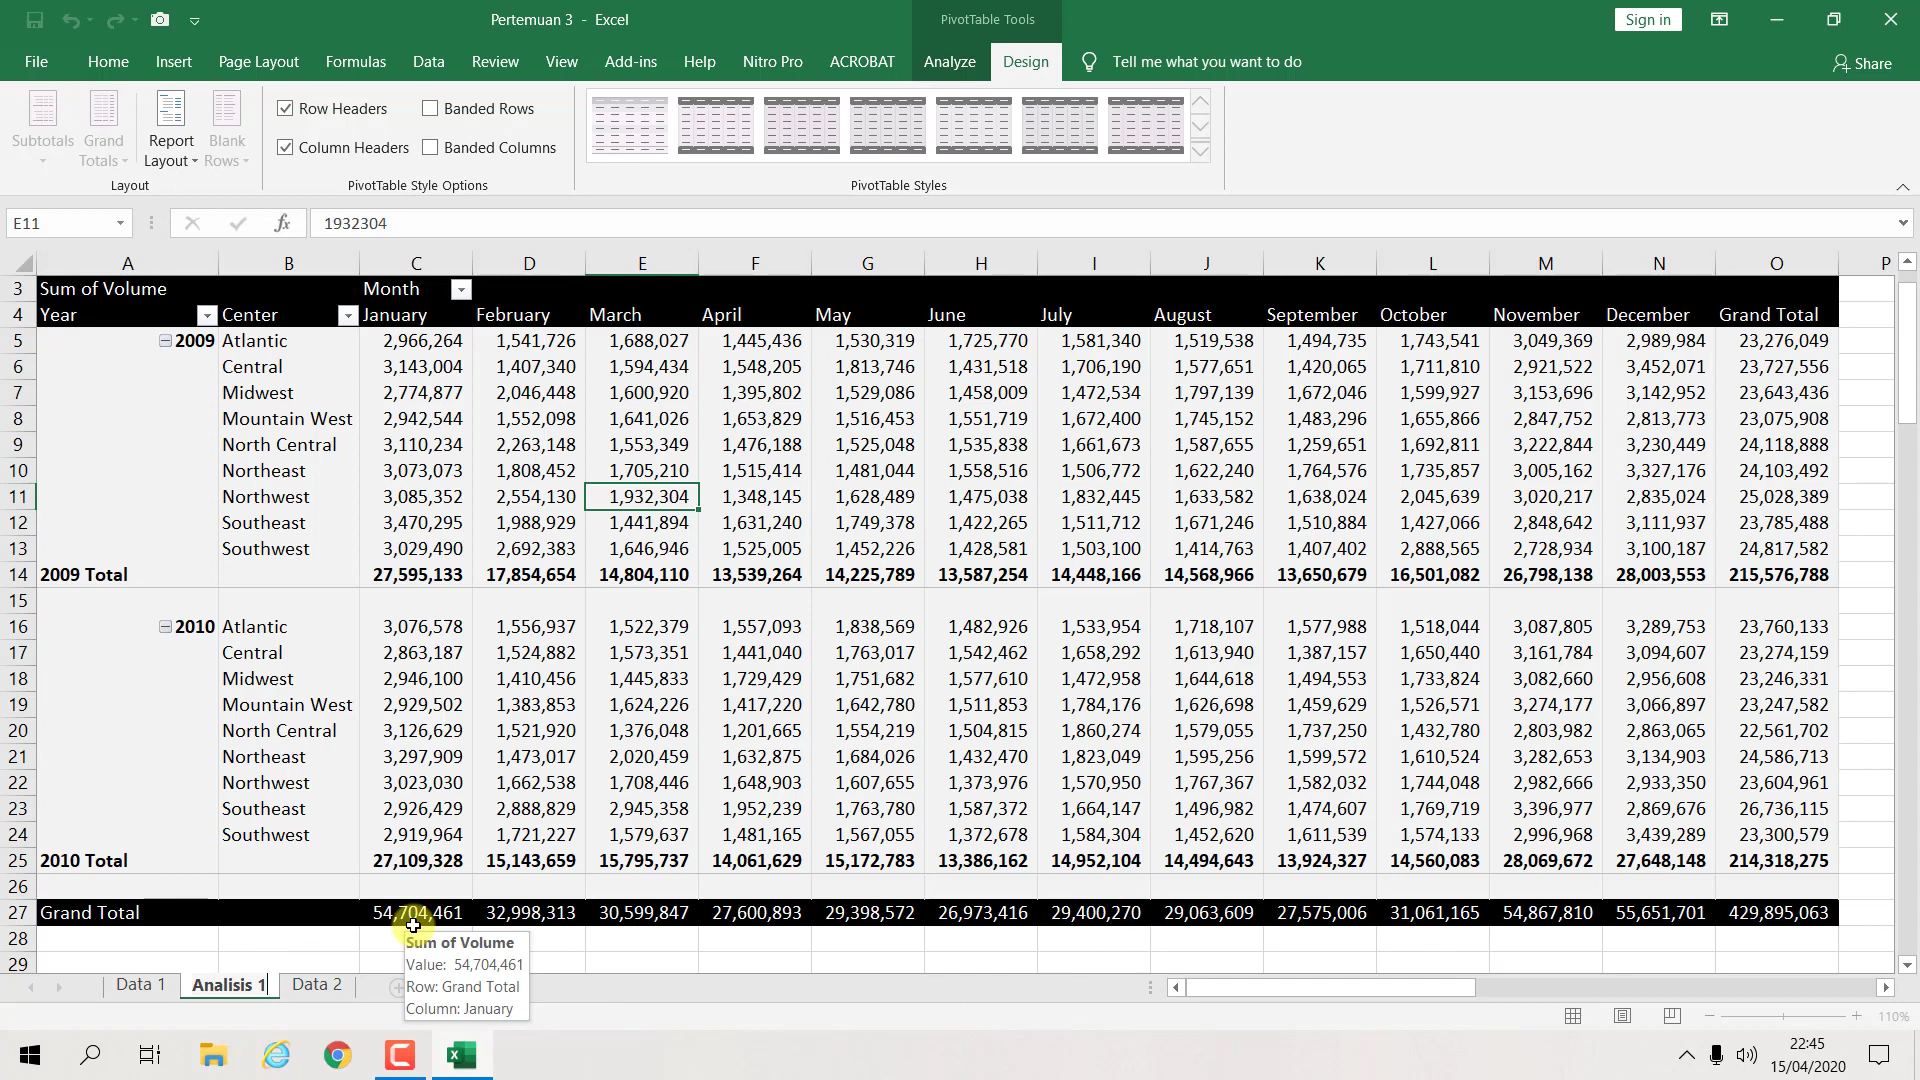 Pertemuan 3 - Excel
PivotTable Tools
Sign in
File Home Insert Page Layout Formulas Data Review View Add-ins Help Nitro Pro ACROBAT Analyze Design Tell me what you want to do Share
Subtotals
Grand Totals
Report Layout
Blank Rows
Layout
Row Headers
Banded Rows
Column Headers
Banded Columns
PivotTable Style Options
PivotTable Styles
E11 fx 1932304
A B C D E F G H I J K L M N O P
3 Sum of Volume Month
4 Year Center January February March April May June July August September October November December Grand Total
5 2009 Atlantic 2,966,264 1,541,726 1,688,027 1,445,436 1,530,319 1,725,770 1,581,340 1,519,538 1,494,735 1,743,541 3,049,369 2,989,984 23,276,049
6 Central 3,143,004 1,407,340 1,594,434 1,548,205 1,813,746 1,431,518 1,706,190 1,577,651 1,420,065 1,711,810 2,921,522 3,452,071 23,727,556
7 Midwest 2,774,877 2,046,448 1,600,920 1,395,802 1,529,086 1,458,009 1,472,534 1,797,139 1,672,046 1,599,927 3,153,696 3,142,952 23,643,436
8 Mountain West 2,942,544 1,552,098 1,641,026 1,653,829 1,516,453 1,551,719 1,672,400 1,745,152 1,483,296 1,655,866 2,847,752 2,813,773 23,075,908
9 North Central 3,110,234 2,263,148 1,553,349 1,476,188 1,525,048 1,535,838 1,661,673 1,587,655 1,259,651 1,692,811 3,222,844 3,230,449 24,118,888
10 Northeast 3,073,073 1,808,452 1,705,210 1,515,414 1,481,044 1,558,516 1,506,772 1,622,240 1,764,576 1,735,857 3,005,162 3,327,176 24,103,492
11 Northwest 3,085,352 2,554,130 1,932,304 1,348,145 1,628,489 1,475,038 1,832,445 1,633,582 1,638,024 2,045,639 3,020,217 2,835,024 25,028,389
12 Southeast 3,470,295 1,988,929 1,441,894 1,631,240 1,749,378 1,422,265 1,511,712 1,671,246 1,510,884 1,427,066 2,848,642 3,111,937 23,785,488
13 Southwest 3,029,490 2,692,383 1,646,946 1,525,005 1,452,226 1,428,581 1,503,100 1,414,763 1,407,402 2,888,565 2,728,934 3,100,187 24,817,582
14 2009 Total 27,595,133 17,854,654 14,804,110 13,539,264 14,225,789 13,587,254 14,448,166 14,568,966 13,650,679 16,501,082 26,798,138 28,003,553 215,576,788
15
16 2010 Atlantic 3,076,578 1,556,937 1,522,379 1,557,093 1,838,569 1,482,926 1,533,954 1,718,107 1,577,988 1,518,044 3,087,805 3,289,753 23,760,133
17 Central 2,863,187 1,524,882 1,573,351 1,441,040 1,763,017 1,542,462 1,658,292 1,613,940 1,387,157 1,650,440 3,161,784 3,094,607 23,274,159
18 Midwest 2,946,100 1,410,456 1,445,833 1,729,429 1,751,682 1,577,610 1,472,958 1,644,618 1,494,553 1,733,824 3,082,660 2,956,608 23,246,331
19 Mountain West 2,929,502 1,383,853 1,624,226 1,417,220 1,642,780 1,511,853 1,784,176 1,626,698 1,459,629 1,526,571 3,274,177 3,066,897 23,247,582
20 North Central 3,126,629 1,521,920 1,376,048 1,201,665 1,554,219 1,504,815 1,860,274 1,579,055 1,737,250 1,432,780 2,803,982 2,863,065 22,561,702
21 Northeast 3,297,909 1,473,017 2,020,459 1,632,875 1,684,026 1,432,470 1,823,049 1,595,256 1,599,572 1,610,524 3,282,653 3,134,903 24,586,713
22 Northwest 3,023,030 1,662,538 1,708,446 1,648,903 1,607,655 1,373,976 1,570,950 1,767,367 1,582,032 1,744,048 2,982,666 2,933,350 23,604,961
23 Southeast 2,926,429 2,888,829 2,945,358 1,952,239 1,763,780 1,587,372 1,664,147 1,496,982 1,474,607 1,769,719 3,396,977 2,869,676 26,736,115
24 Southwest 2,919,964 1,721,227 1,579,637 1,481,165 1,567,055 1,372,678 1,584,304 1,452,620 1,611,539 1,574,133 2,996,968 3,439,289 23,300,579
25 2010 Total 27,109,328 15,143,659 15,795,737 14,061,629 15,172,783 13,386,162 14,952,104 14,494,643 13,924,327 14,560,083 28,069,672 27,648,148 214,318,275
26
27 Grand Total 54,704,461 32,998,313 30,599,847 27,600,893 29,398,572 26,973,416 29,400,270 29,063,609 27,575,006 31,061,165 54,867,810 55,651,701 429,895,063
28
29
Sum of Volume
Value: 54,704,461
Row: Grand Total
Column: January
Data 1 Analisis 1 Data 2
110%
22:45
15/04/2020